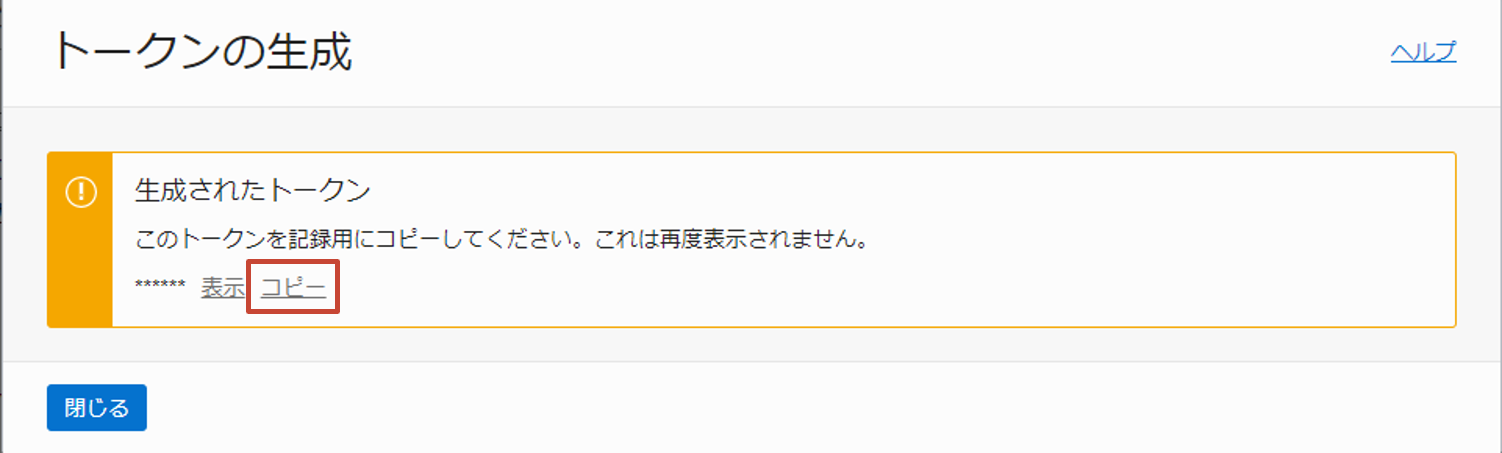 トークンの生成
ヘルプ
生成されたトークン
このトークンを記録用にコピーしてください。これは再度表示されません。
****** 表示 コピー
閉じる